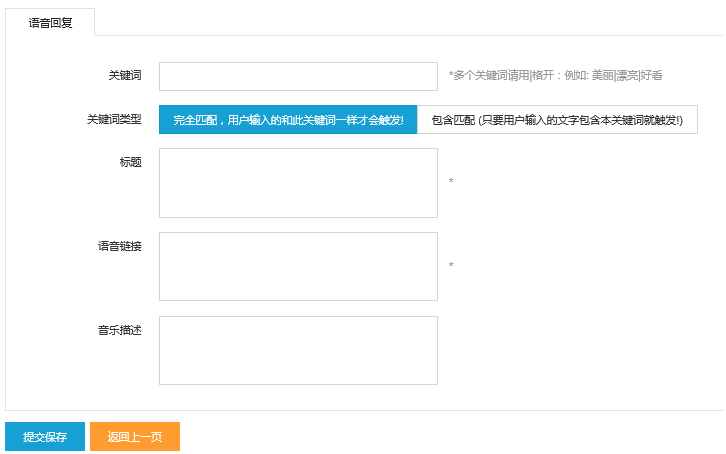 语音回复
关键词 *多个关键词请用|格开：例如: 美丽|漂亮|好看
关键词类型 完全匹配，用户输入的和此关键词一样才会触发! 包含匹配 (只要用户输入的文字包含本关键词就触发!)
标题 *
语音链接 *
音乐描述
提交保存 返回上一页